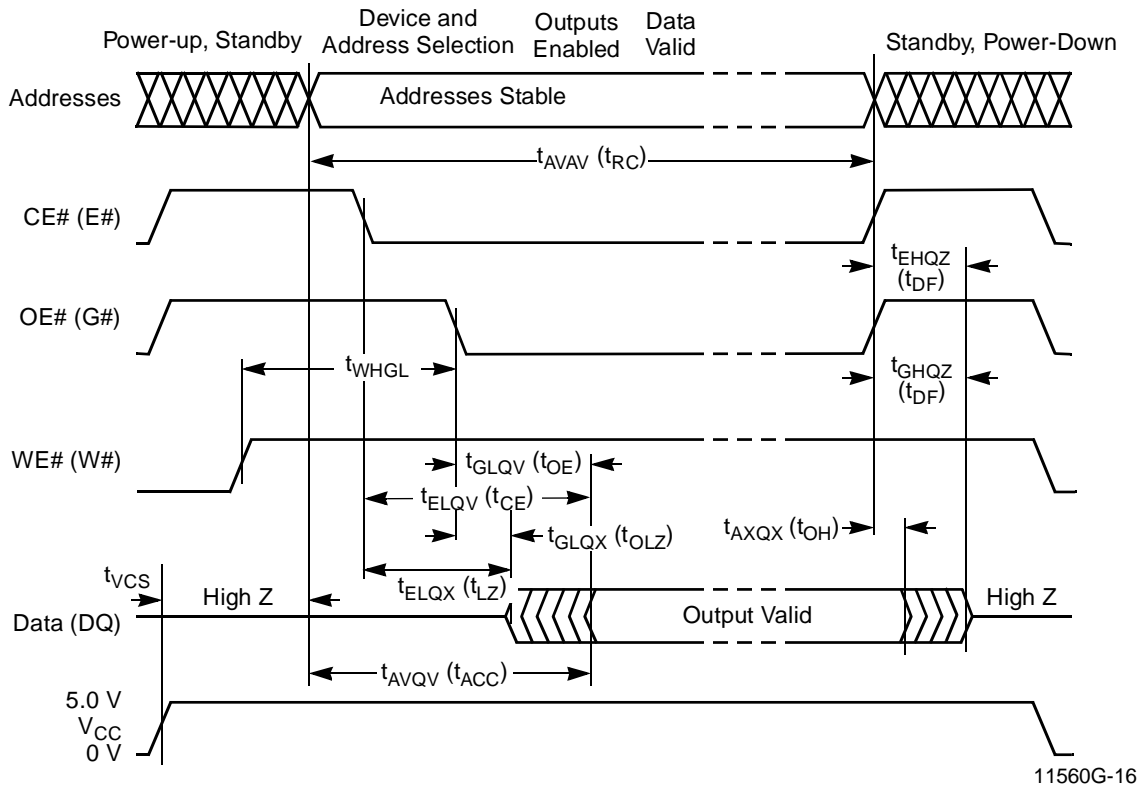 Power-up, Standby
Device and
Address Selection
Outputs
Enabled
Data
Valid
Standby, Power-Down
Addresses
Addresses Stable
tAVAV (tRC)
CE# (E#)
tEHQZ
(tDF)
OE# (G#)
tWHGL
tGHQZ
(tDF)
WE# (W#)
tGLQV (tOE)
tELQV (tCE)
tGLQX (tOLZ)
tAXQX (tOH)
tVCS
tELQX (tLZ)
High Z
Output Valid
High Z
Data (DQ)
tAVQV (tACC)
5.0 V
VCC
0 V
11560G-16